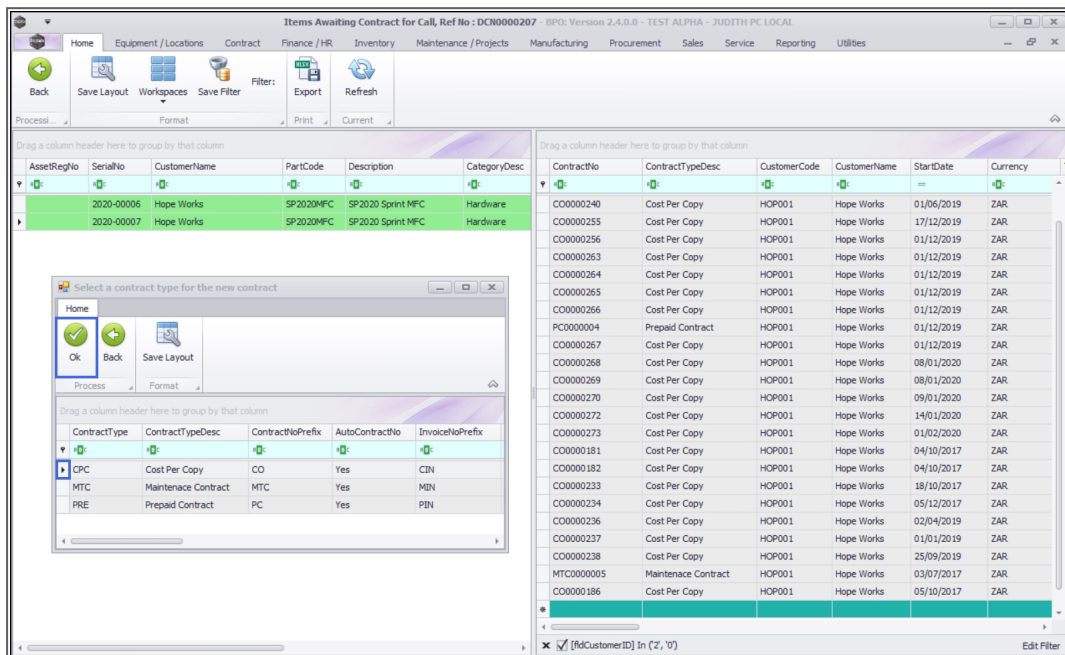 Items Awaiting Contract for Call, Ref No : DCN0000207 - BPO: Version 2.4.0.0 - TEST ALPHA - JUDITH PC LOCAL
Home Equipment / Locations Contract Finance / HR Inventory Maintenance / Projects Manufacturing Procurement Sales Service Reporting Utilities
Back Save Layout Workspaces Save Filter Filter: Export Refresh
Processi... Format Print Current
Drag a column header here to group by that column
AssetRegNo SerialNo CustomerName PartCode Description CategoryDesc
2020-00006 Hope Works SP2020MFC SP2020 Sprint MFC Hardware
2020-00007 Hope Works SP2020MFC SP2020 Sprint MFC Hardware
Select a contract type for the new contract
Home
Ok Back Save Layout
Process Format
Drag a column header here to group by that column
ContractType ContractTypeDesc ContractNoPrefix AutoContractNo InvoiceNoPrefix
CPC Cost Per Copy CO Yes CIN
MTC Maintenace Contract MTC Yes MIN
PRE Prepaid Contract PC Yes PIN
Drag a column header here to group by that column
ContractNo ContractTypeDesc CustomerCode CustomerName StartDate Currency
=
CO0000240 Cost Per Copy HOP001 Hope Works 01/06/2019 ZAR
CO0000255 Cost Per Copy HOP001 Hope Works 17/12/2019 ZAR
CO0000256 Cost Per Copy HOP001 Hope Works 01/12/2019 ZAR
CO0000263 Cost Per Copy HOP001 Hope Works 01/12/2019 ZAR
CO0000264 Cost Per Copy HOP001 Hope Works 01/12/2019 ZAR
CO0000265 Cost Per Copy HOP001 Hope Works 01/12/2019 ZAR
CO0000266 Cost Per Copy HOP001 Hope Works 01/12/2019 ZAR
PC0000004 Prepaid Contract HOP001 Hope Works 01/12/2019 ZAR
CO0000267 Cost Per Copy HOP001 Hope Works 01/12/2019 ZAR
CO0000268 Cost Per Copy HOP001 Hope Works 08/01/2020 ZAR
CO0000269 Cost Per Copy HOP001 Hope Works 08/01/2020 ZAR
CO0000270 Cost Per Copy HOP001 Hope Works 09/01/2020 ZAR
CO0000272 Cost Per Copy HOP001 Hope Works 14/01/2020 ZAR
CO0000273 Cost Per Copy HOP001 Hope Works 01/02/2020 ZAR
CO0000181 Cost Per Copy HOP001 Hope Works 04/10/2017 ZAR
CO0000182 Cost Per Copy HOP001 Hope Works 04/10/2017 ZAR
CO0000233 Cost Per Copy HOP001 Hope Works 18/10/2017 ZAR
CO0000234 Cost Per Copy HOP001 Hope Works 05/12/2017 ZAR
CO0000236 Cost Per Copy HOP001 Hope Works 02/04/2019 ZAR
CO0000237 Cost Per Copy HOP001 Hope Works 01/01/2019 ZAR
CO0000238 Cost Per Copy HOP001 Hope Works 25/09/2019 ZAR
MTC0000005 Maintenace Contract HOP001 Hope Works 03/07/2017 ZAR
CO0000186 Cost Per Copy HOP001 Hope Works 05/10/2017 ZAR
[fldCustomerID] In ('2', '0') Edit Filter